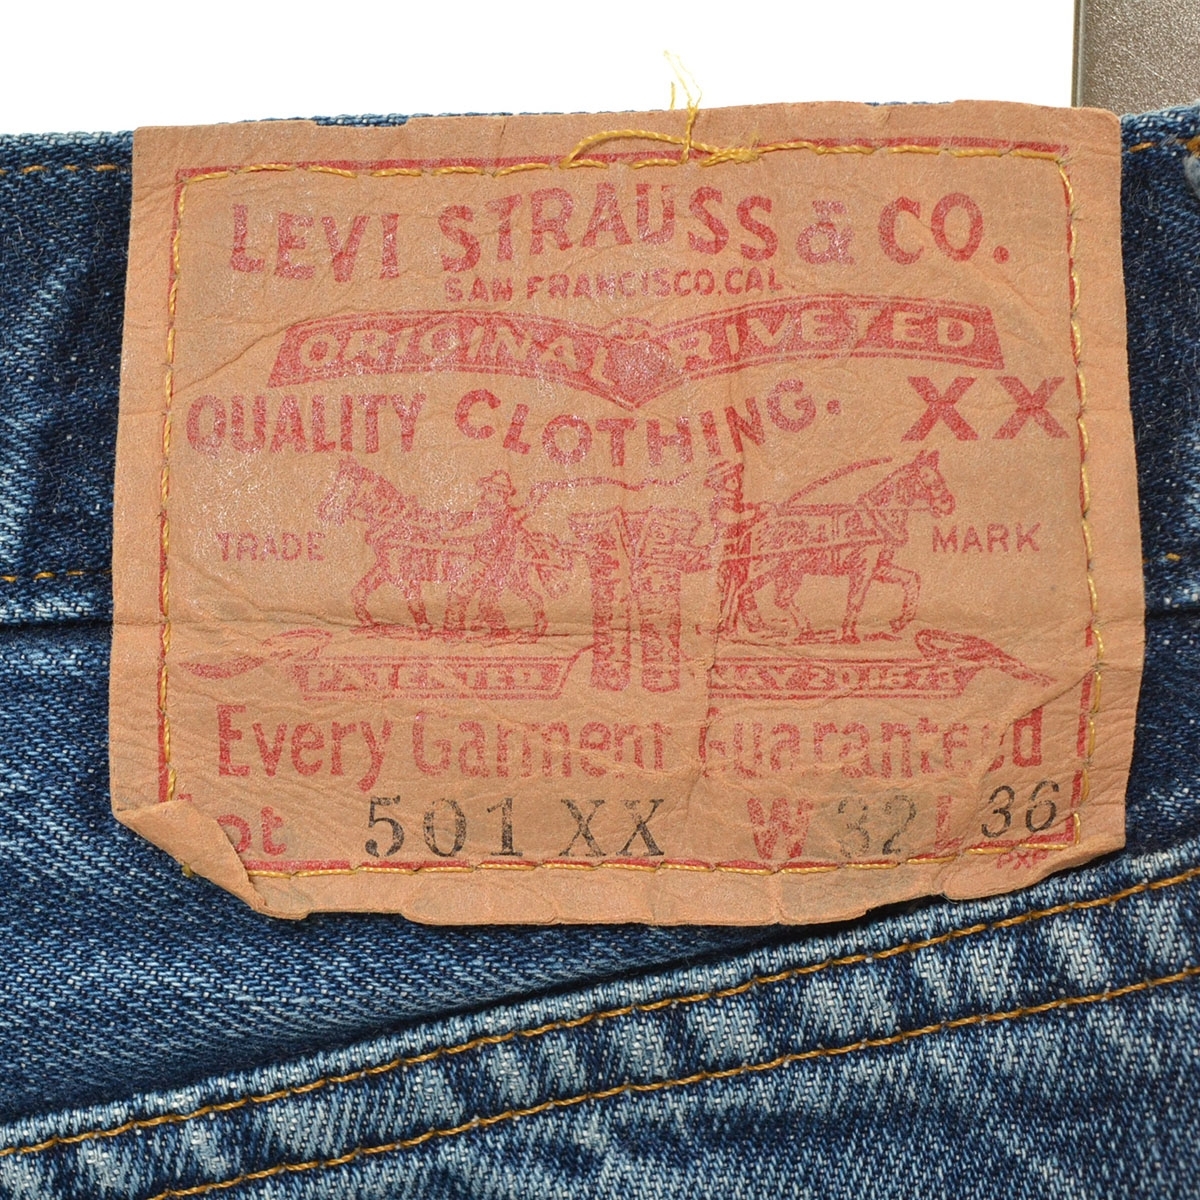 LEVI STRAUSS & CO.
SAN FRANCISCO, CAL.
ORIGINAL RIVETED
QUALITY CLOTHING. XX
TRADE MARK
PATENTED MAY 20 1873
Every Garment Guaranteed
Lot 501 XX W 32 L 36